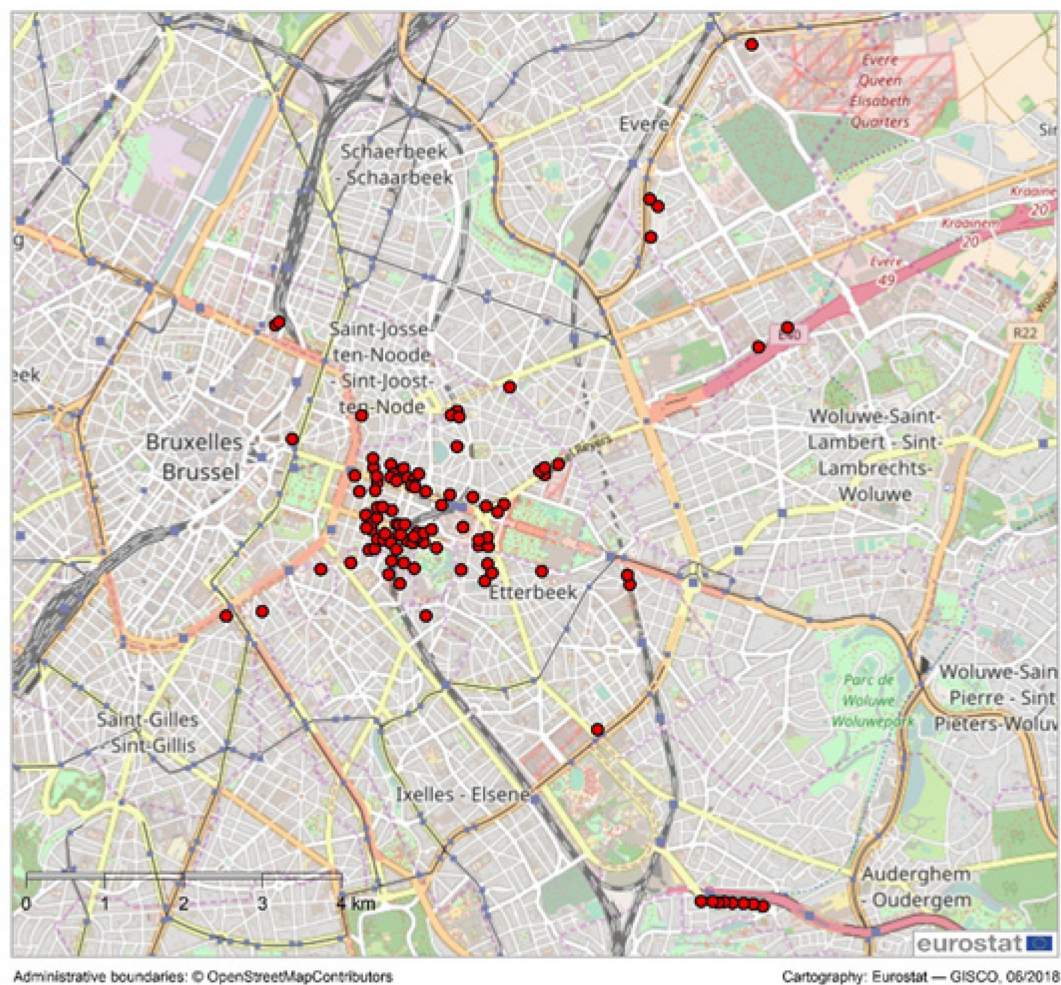 Evere
Queen
Elisabeth
Quarters
Evere
Schaerbeek
- Schaarbeek
Kraainem
20
Kraainem
20
Evere
49
E40
R22
Saint-Josse-
ten-Noode
- Sint-Joost-
ten-Node
eek
Bruxelles -
Brussel
Reyers
Woluwe-Saint-
Lambert - Sint-
Lambrechts-
Woluwe
Etterbeek
Parc de
Woluwe -
Woluwepark
Woluwe-Sain
Pierre - Sint
Pieters-Woluw
Saint-Gilles
- Sint-Gillis
Ixelles - Elsene
Auderghem
- Oudergem
0 1 2 3 4 km
eurostat
Administrative boundaries: © OpenStreetMapContributors
Cartography: Eurostat — GISCO, 06/2018